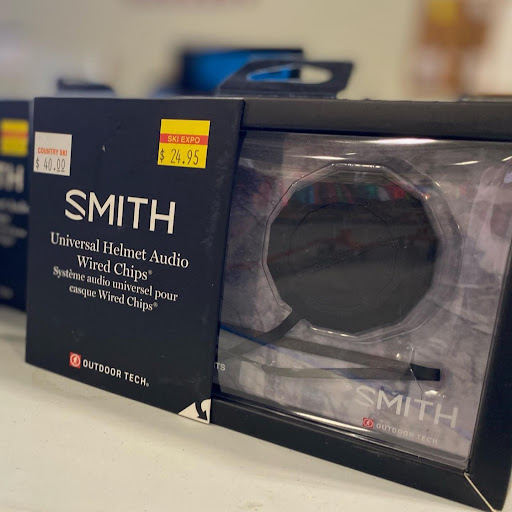 COUNTRY SKI
$ 40.00
SKI EXPO
$ 24.95
SMITH
Universal Helmet Audio
Wired Chips®
Système audio universel pour
casque Wired Chips®
OUTDOOR TECH®
SMITH
OUTDOOR TECH